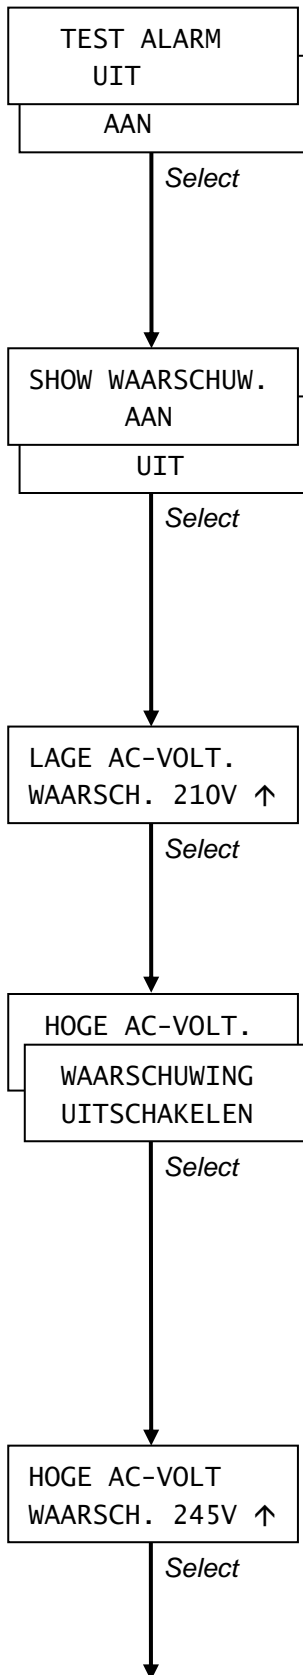 TEST ALARM
UIT
AAN
Select
SHOW WAARSCHUW.
AAN
UIT
Select
LAGE AC-VOLT.
WAARSCH. 210V ↑
Select
HOGE AC-VOLT.
WAARSCHUWING
UITSCHAKELEN
Select
HOGE AC-VOLT
WAARSCH. 245V ↑
Select